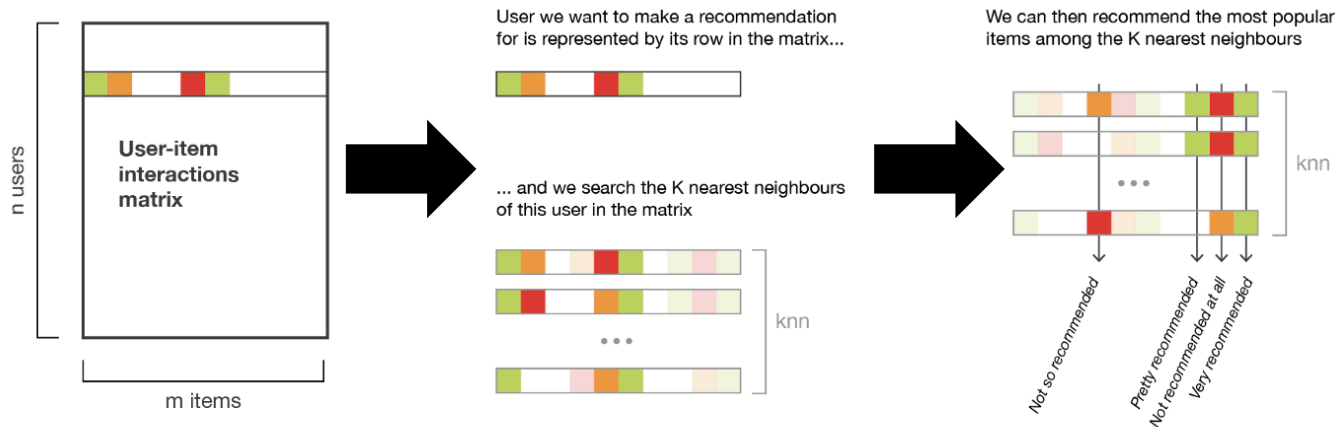 n users
User-item
interactions
matrix
m items
User we want to make a recommendation
for is represented by its row in the matrix...
... and we search the K nearest neighbours
of this user in the matrix
knn
We can then recommend the most popular
items among the K nearest neighbours
knn
Not so recommended
Pretty recommended
Not recommended at all
Very recommended